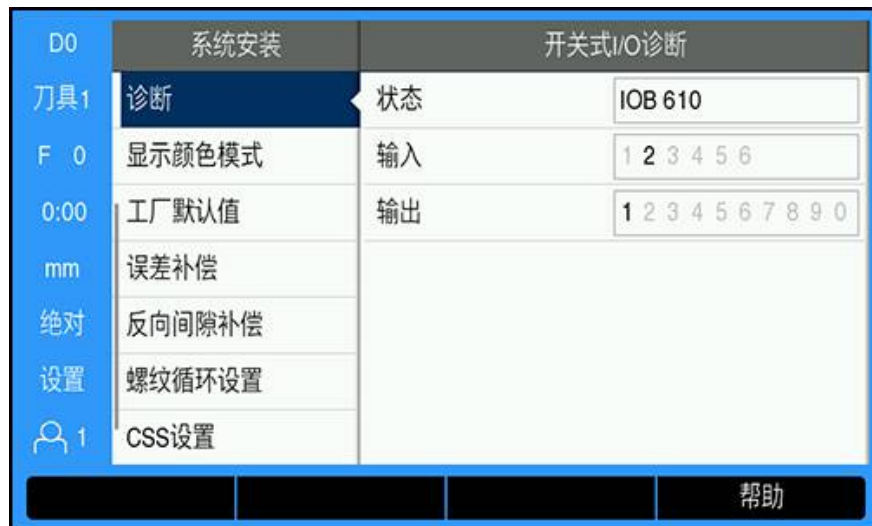 D0 系统安装 开关式I/O诊断
刀具1 诊断 状态 IOB 610
F 0 显示颜色模式 输入 1 2 3 4 5 6
0:00 工厂默认值 输出 1 2 3 4 5 6 7 8 9 0
mm 误差补偿
绝对 反向间隙补偿
设置 螺纹循环设置
1 CSS设置
帮助